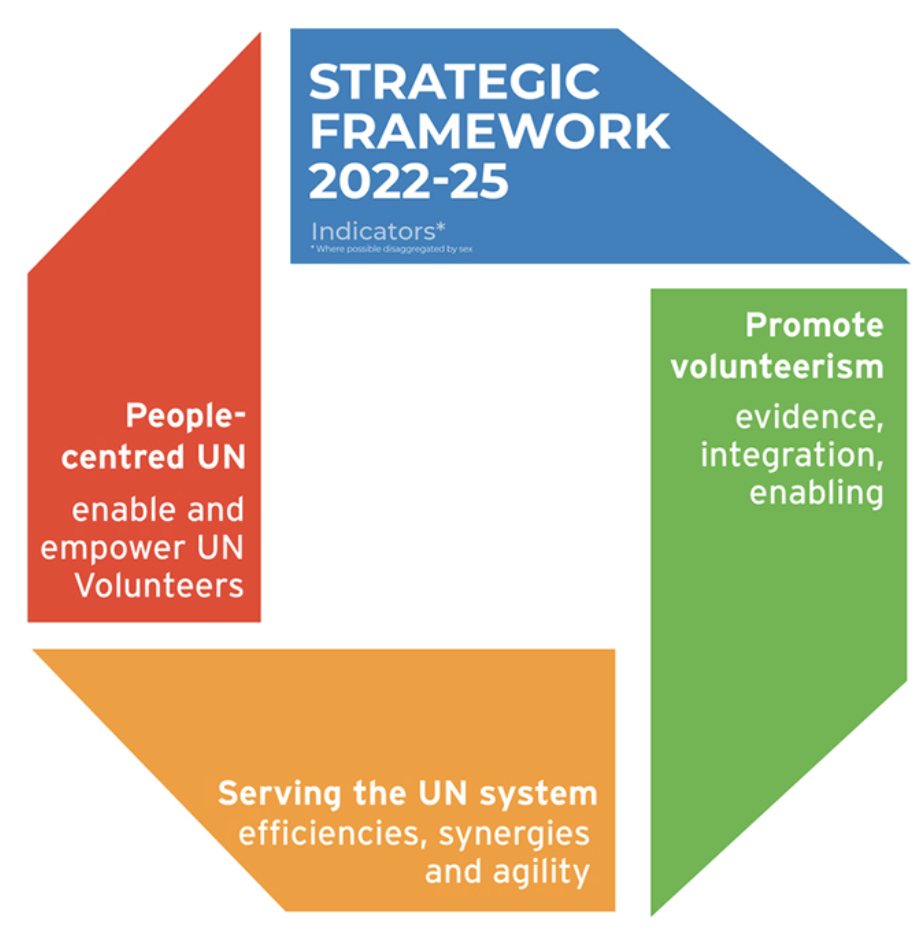 STRATEGIC
FRAMEWORK
2022-25
Indicators*
* Where possible disaggregated by sex
Promote
volunteerism
evidence,
integration,
enabling
People-
centred UN
enable and
empower UN
Volunteers
Serving the UN system
efficiencies, synergies
and agility